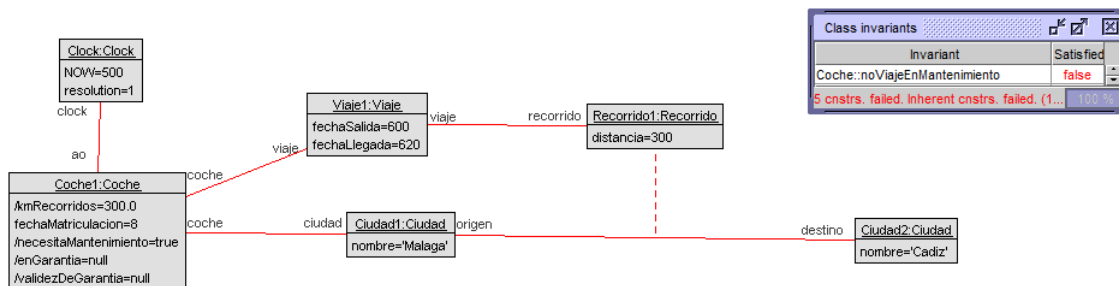 Class invariants
Invariant Satisfied
Coche::noViajeEnMantenimiento false
5 cnstrs. failed. Inherent cnstrs. failed. (1... 100 %
Clock:Clock
NOW=500
resolution=1
clock
ao
Viaje1:Viaje
fechaSalida=600
fechaLlegada=620
viaje
recorrido
Recorrido1:Recorrido
distancia=300
viaje
coche
Coche1:Coche
/kmRecorridos=300.0
fechaMatriculacion=8
/necesitaMantenimiento=true
/enGarantia=null
/validezDeGarantia=null
coche
ciudad
Ciudad1:Ciudad
nombre='Malaga'
origen
destino
Ciudad2:Ciudad
nombre='Cadiz'